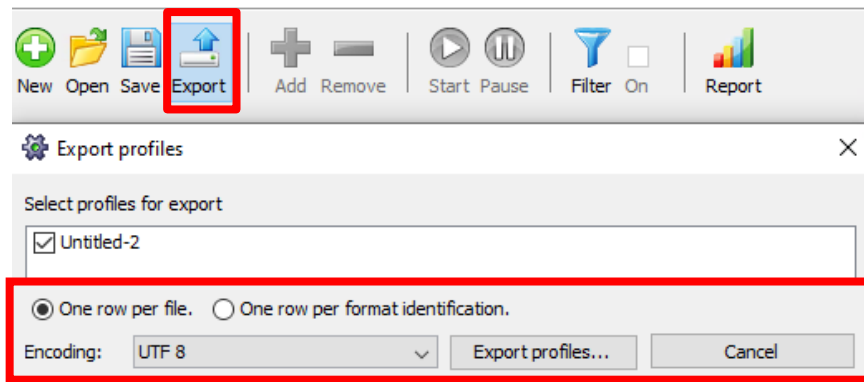 New Open Save Export Add Remove Start Pause Filter On Report
Export profiles
Select profiles for export
Untitled-2
One row per file. One row per format identification.
Encoding: UTF 8 Export profiles... Cancel